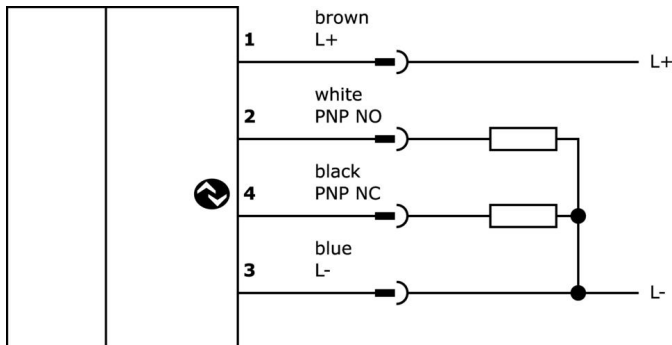 brown
1 L+
L+
white
2 PNP NO
black
4 PNP NC
blue
3 L-
L-